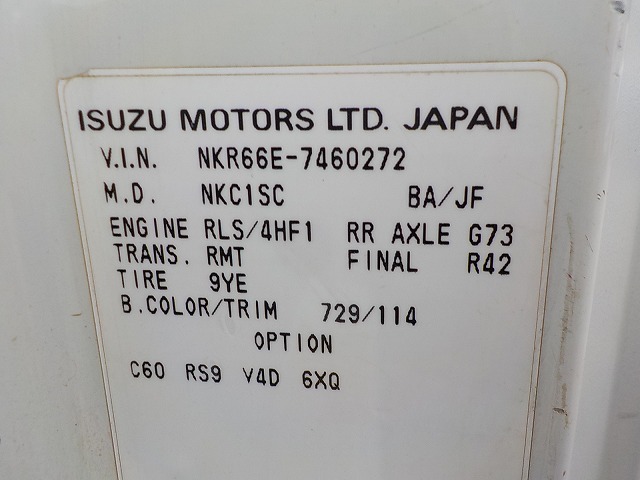 ISUZU MOTORS LTD. JAPAN
V.I.N. NKR66E-7460272
M.D. NKC1SC BA/JF
ENGINE RLS/4HF1 RR AXLE G73
TRANS. RMT FINAL R42
TIRE 9YE
B.COLOR/TRIM 729/114
OPTION
C60 RS9 V4D 6XQ